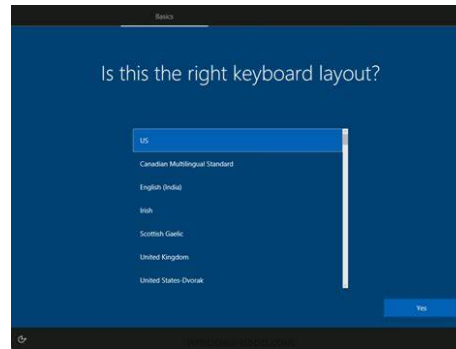 Basics
Is this the right keyboard layout?
US
Canadian Multilingual Standard
English (India)
Irish
Scottish Gaelic
United Kingdom
United States-Dvorak
Yes